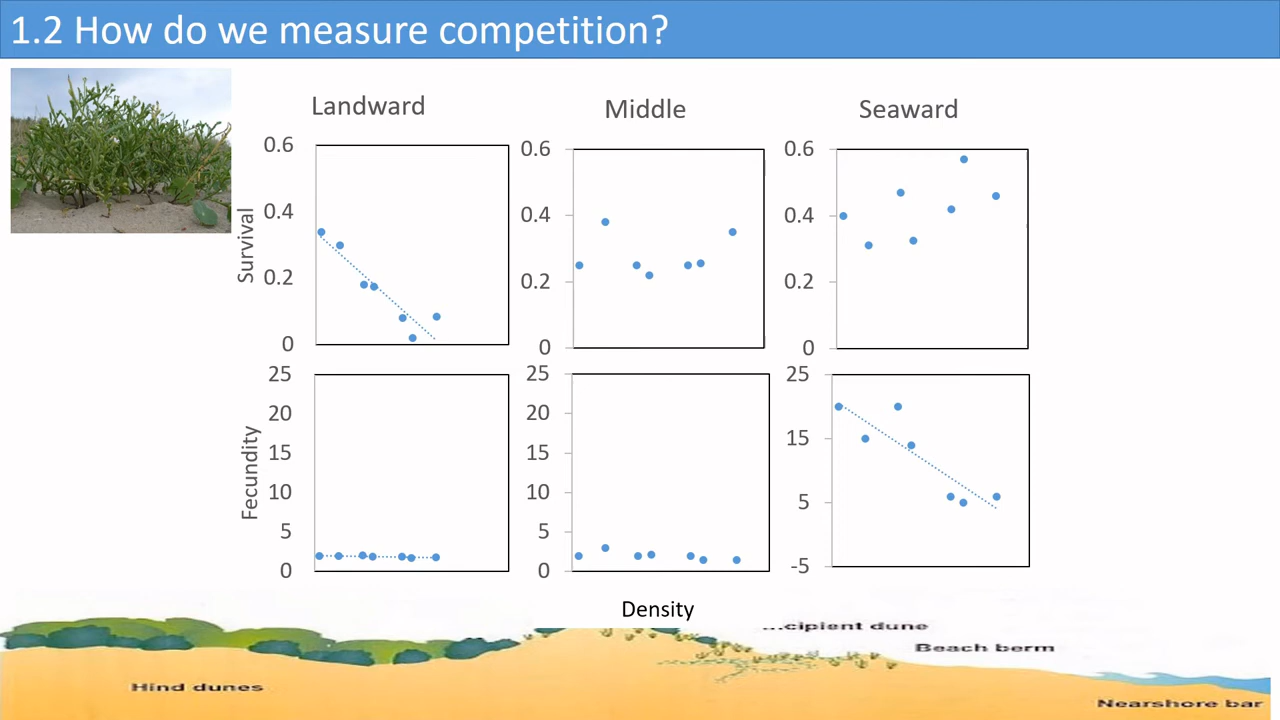 1.2 How do we measure competition?
Landward
Middle
Seaward
Survival
0.6
0.4
0.2
0
0.6
0.4
0.2
0
0.6
0.4
0.2
0
Fecundity
25
20
15
10
5
0
25
20
15
10
5
0
25
15
5
-5
Density
cipient dune
Beach berm
Hind dunes
Nearshore bar